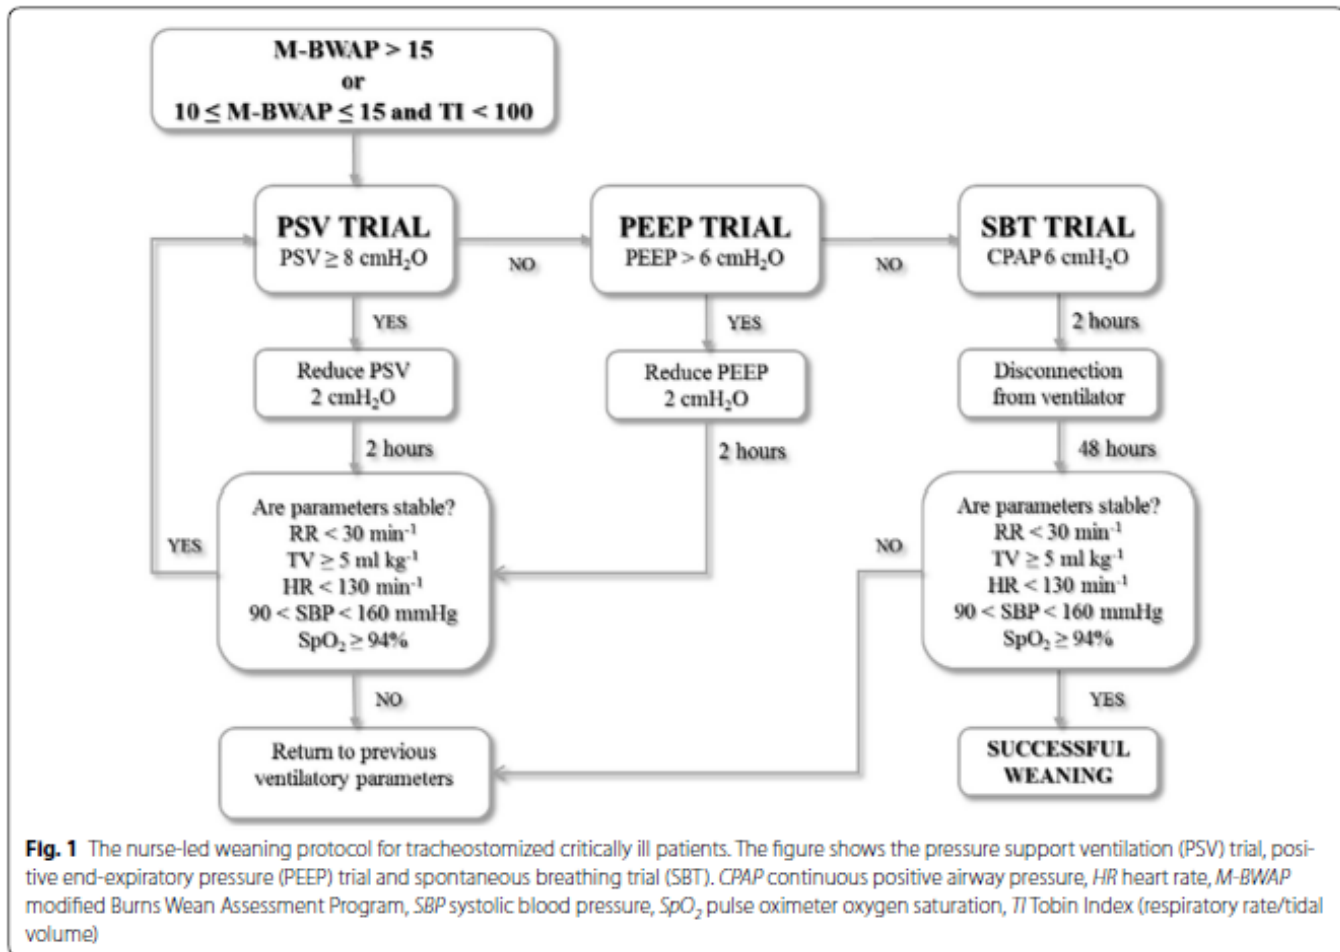 M-BWAP > 15
or
10 ≤ M-BWAP ≤ 15 and TI < 100
PSV TRIAL
PSV ≥ 8 cmH₂O
NO
PEEP TRIAL
PEEP > 6 cmH₂O
NO
SBT TRIAL
CPAP 6 cmH₂O
YES
YES
2 hours
Reduce PSV
2 cmH₂O
Reduce PEEP
2 cmH₂O
Disconnection
from ventilator
2 hours
2 hours
48 hours
Are parameters stable?
RR < 30 min⁻¹
TV ≥ 5 ml kg⁻¹
HR < 130 min⁻¹
90 < SBP < 160 mmHg
SpO₂ ≥ 94%
YES
Are parameters stable?
RR < 30 min⁻¹
TV ≥ 5 ml kg⁻¹
HR < 130 min⁻¹
90 < SBP < 160 mmHg
SpO₂ ≥ 94%
NO
NO
YES
Return to previous
ventilatory parameters
SUCCESSFUL
WEANING
Fig. 1 The nurse-led weaning protocol for tracheostomized critically ill patients. The figure shows the pressure support ventilation (PSV) trial, posi-
tive end-expiratory pressure (PEEP) trial and spontaneous breathing trial (SBT). CPAP continuous positive airway pressure, HR heart rate, M-BWAP
modified Burns Wean Assessment Program, SBP systolic blood pressure, SpO₂ pulse oximeter oxygen saturation, TI Tobin Index (respiratory rate/tidal
volume)